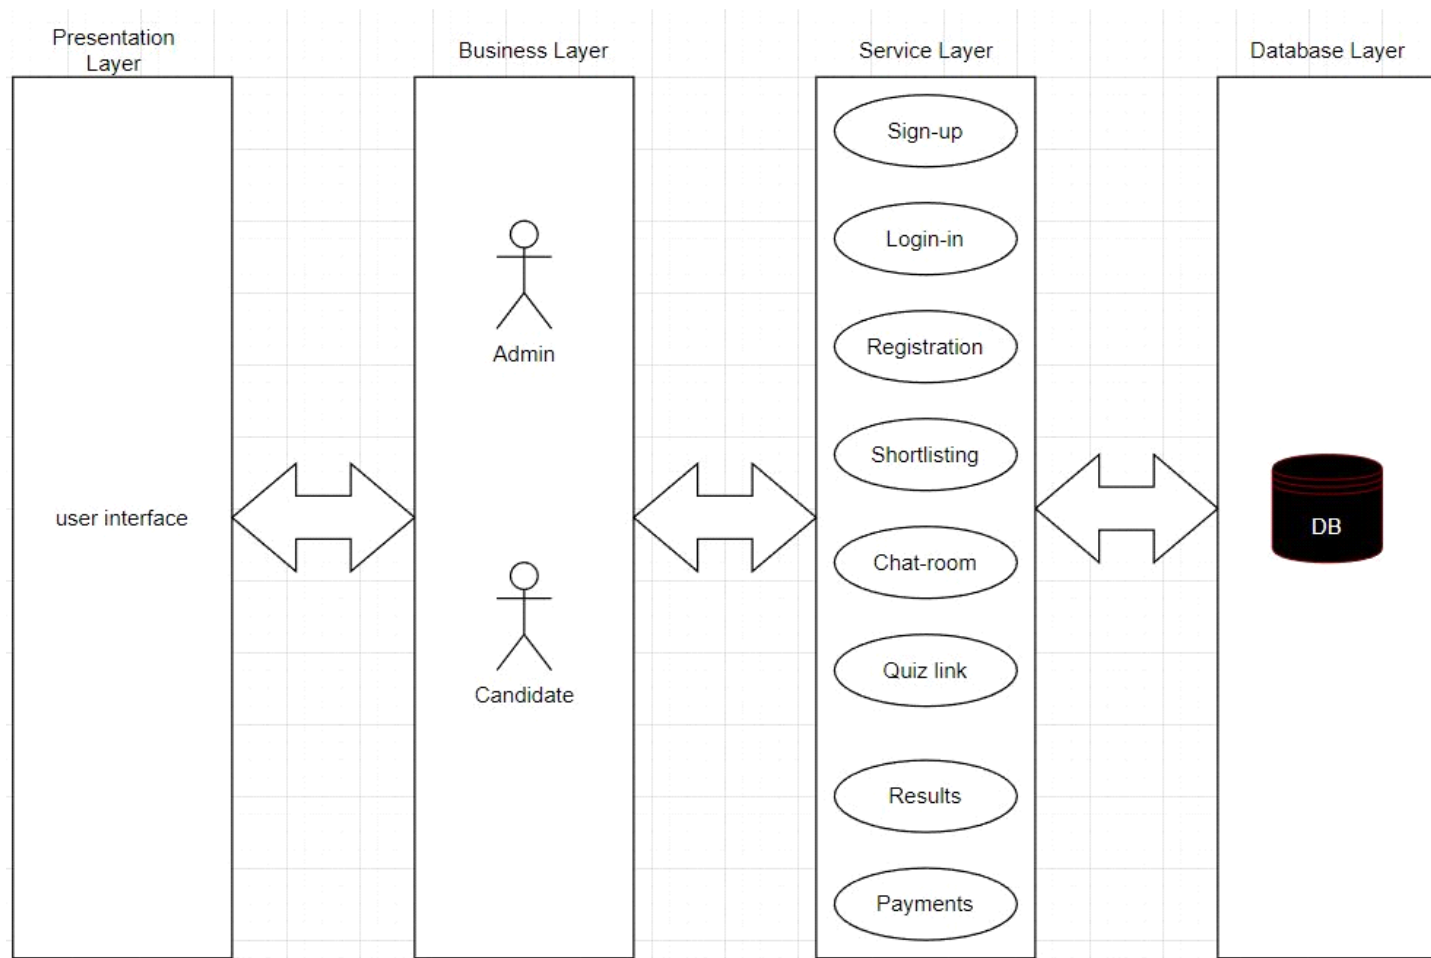 Presentation
Layer
Business Layer
Service Layer
Database Layer
user interface
Admin
Candidate
Sign-up
Login-in
Registration
Shortlisting
Chat-room
Quiz link
Results
Payments
DB